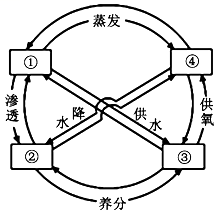 蒸发
①
④
渗透
水
降
供
水
供氧
②
③
养分